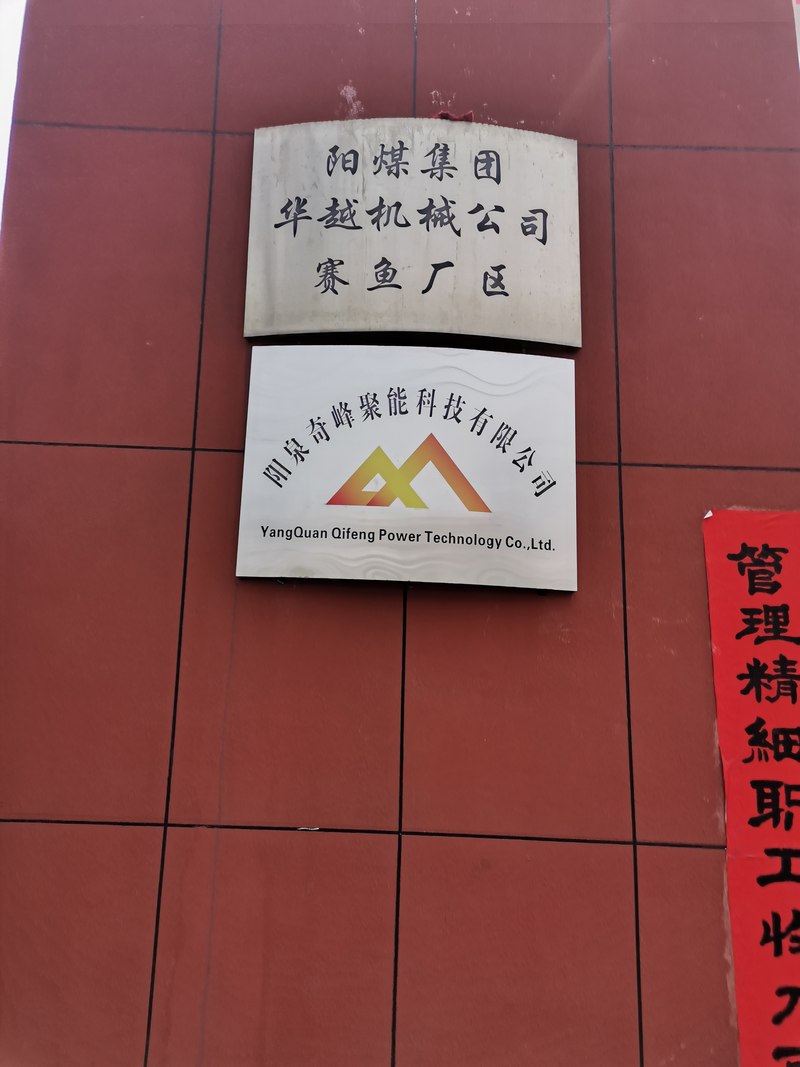 阳煤集团
华越机械公司
赛鱼厂区
阳泉奇峰聚能科技有限公司
YangQuan Qifeng Power Technology Co.,Ltd.
管理精细职工